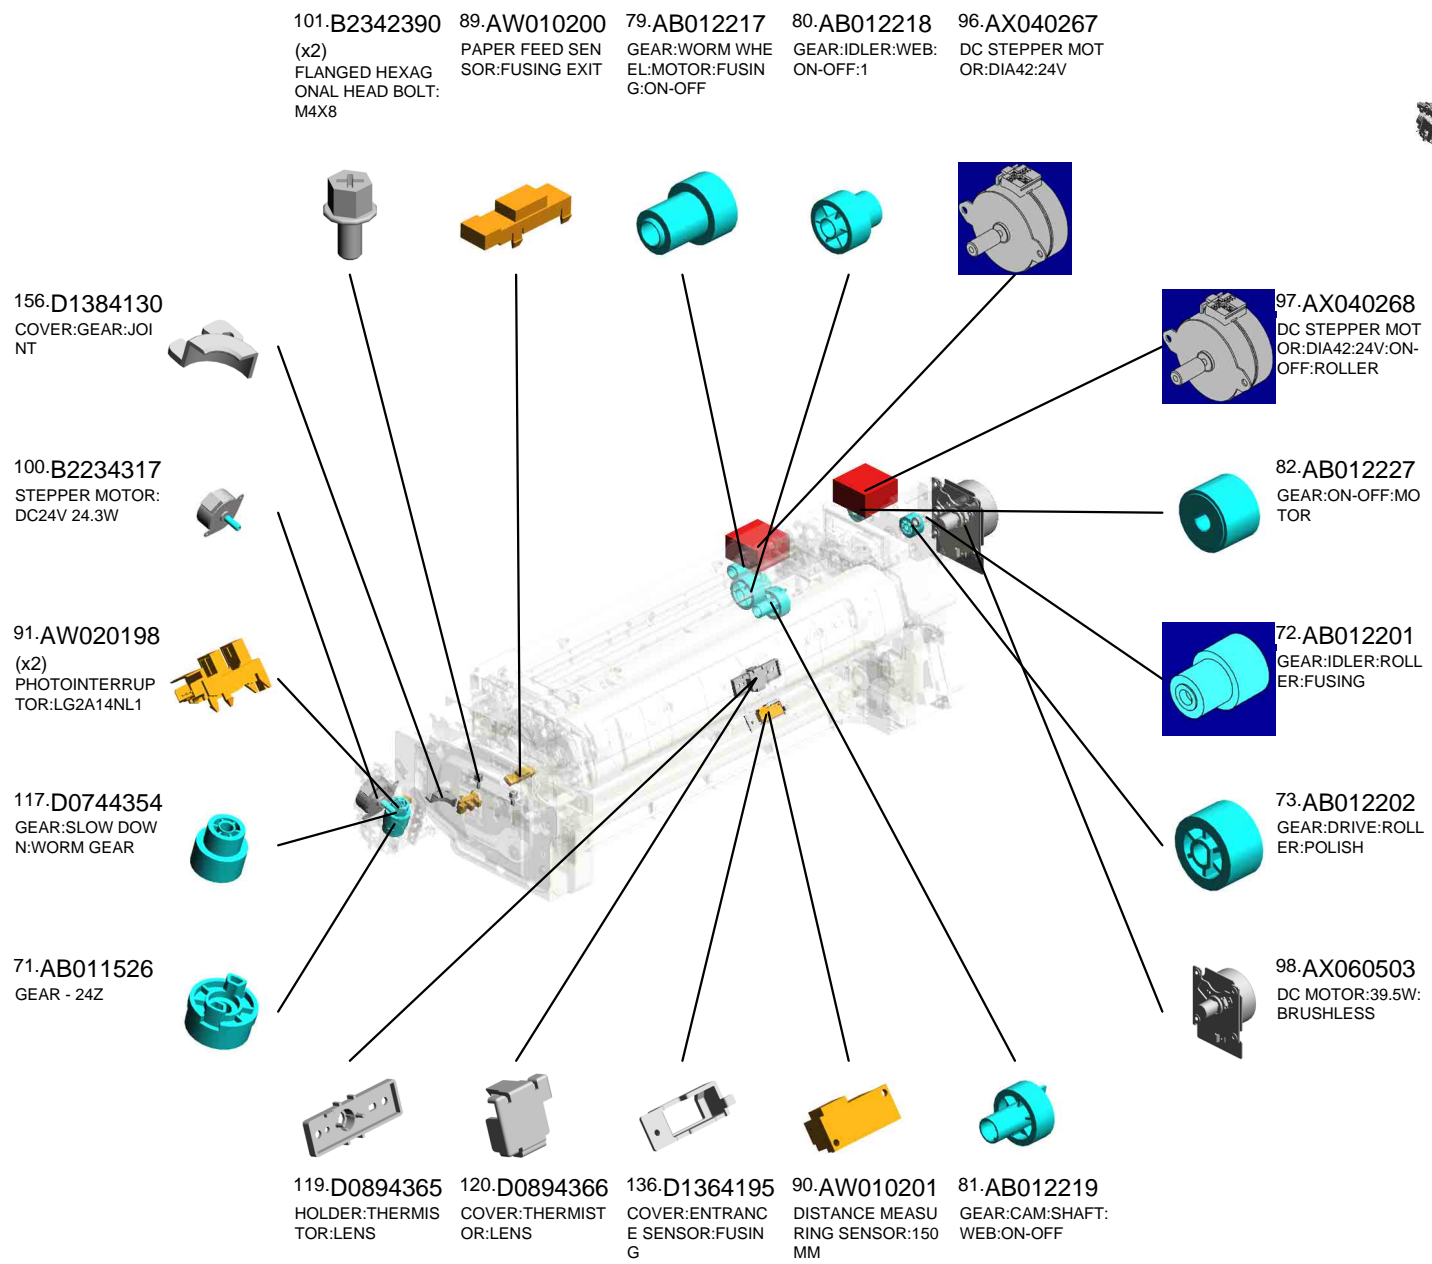 101.B2342390
(x2)
FLANGED HEXAG
ONAL HEAD BOLT:
M4X8
89.AW010200
PAPER FEED SEN
SOR:FUSING EXIT
79.AB012217
GEAR:WORM WHE
EL:MOTOR:FUSIN
G:ON-OFF
80.AB012218
GEAR:IDLER:WEB:
ON-OFF:1
96.AX040267
DC STEPPER MOT
OR:DIA42:24V
156.D1384130
COVER:GEAR:JOI
NT
97.AX040268
DC STEPPER MOT
OR:DIA42:24V:ON-
OFF:ROLLER
100.B2234317
STEPPER MOTOR:
DC24V 24.3W
82.AB012227
GEAR:ON-OFF:MO
TOR
91.AW020198
(x2)
PHOTOINTERRUP
TOR:LG2A14NL1
72.AB012201
GEAR:IDLER:ROLL
ER:FUSING
117.D0744354
GEAR:SLOW DOW
N:WORM GEAR
73.AB012202
GEAR:DRIVE:ROLL
ER:POLISH
71.AB011526
GEAR - 24Z
98.AX060503
DC MOTOR:39.5W:
BRUSHLESS
119.D0894365
HOLDER:THERMIS
TOR:LENS
120.D0894366
COVER:THERMIST
OR:LENS
136.D1364195
COVER:ENTRANC
E SENSOR:FUSIN
G
90.AW010201
DISTANCE MEASU
RING SENSOR:150
MM
81.AB012219
GEAR:CAM:SHAFT:
WEB:ON-OFF